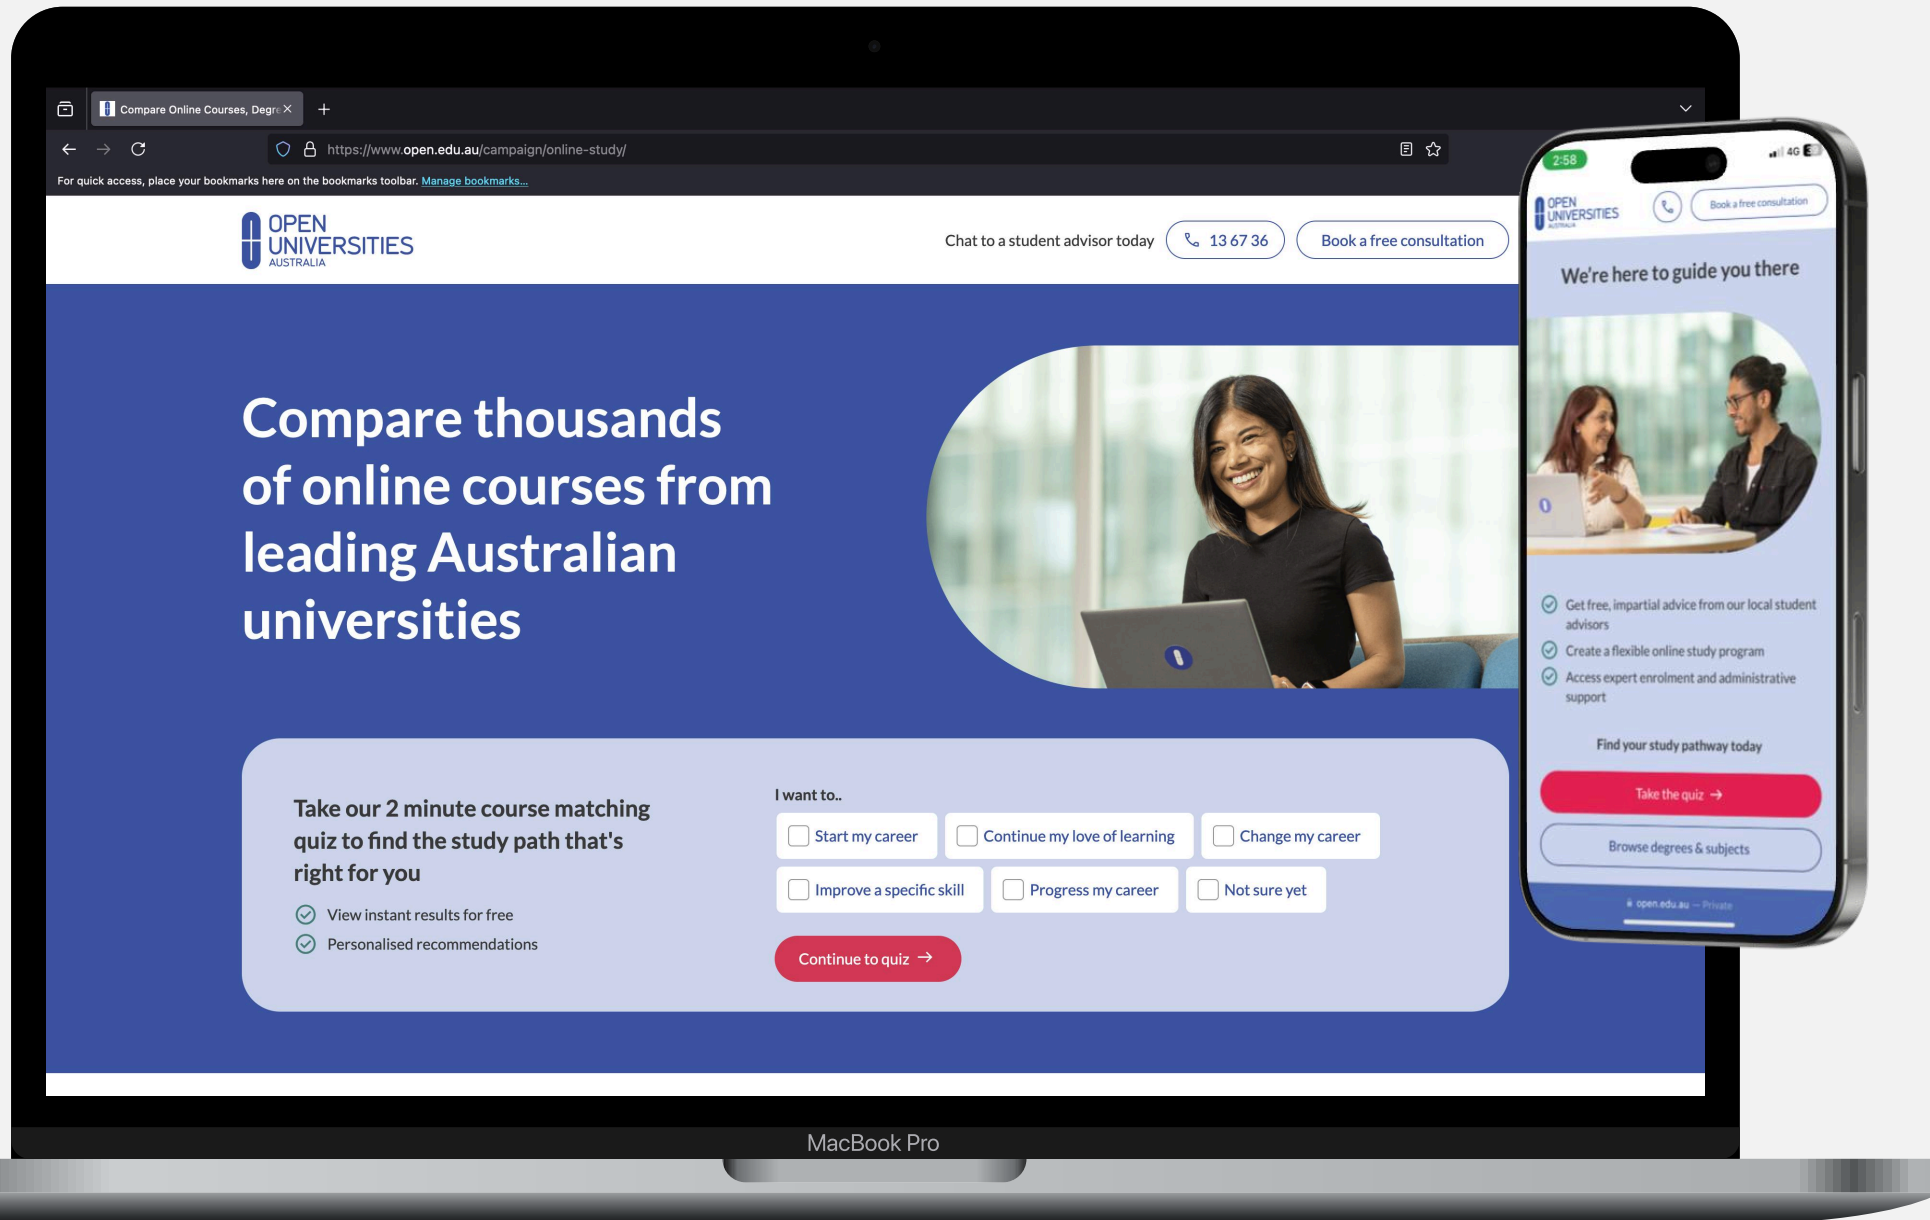 Compare Online Courses, Degre
https://www.open.edu.au/campaign/online-study/
For quick access, place your bookmarks here on the bookmarks toolbar. Manage bookmarks...
OPEN
UNIVERSITIES
AUSTRALIA
Chat to a student advisor today
13 67 36
Book a free consultation
Compare thousands
of online courses from
leading Australian
universities
Take our 2 minute course matching
quiz to find the study path that's
right for you
View instant results for free
Personalised recommendations
I want to..
Start my career
Continue my love of learning
Change my career
Improve a specific skill
Progress my career
Not sure yet
Continue to quiz →
MacBook Pro
2:58
4G
OPEN
UNIVERSITIES
AUSTRALIA
Book a free consultation
We're here to guide you there
Get free, impartial advice from our local student
advisors
Create a flexible online study program
Access expert enrolment and administrative
support
Find your study pathway today
Take the quiz →
Browse degrees & subjects
open.edu.au — Private